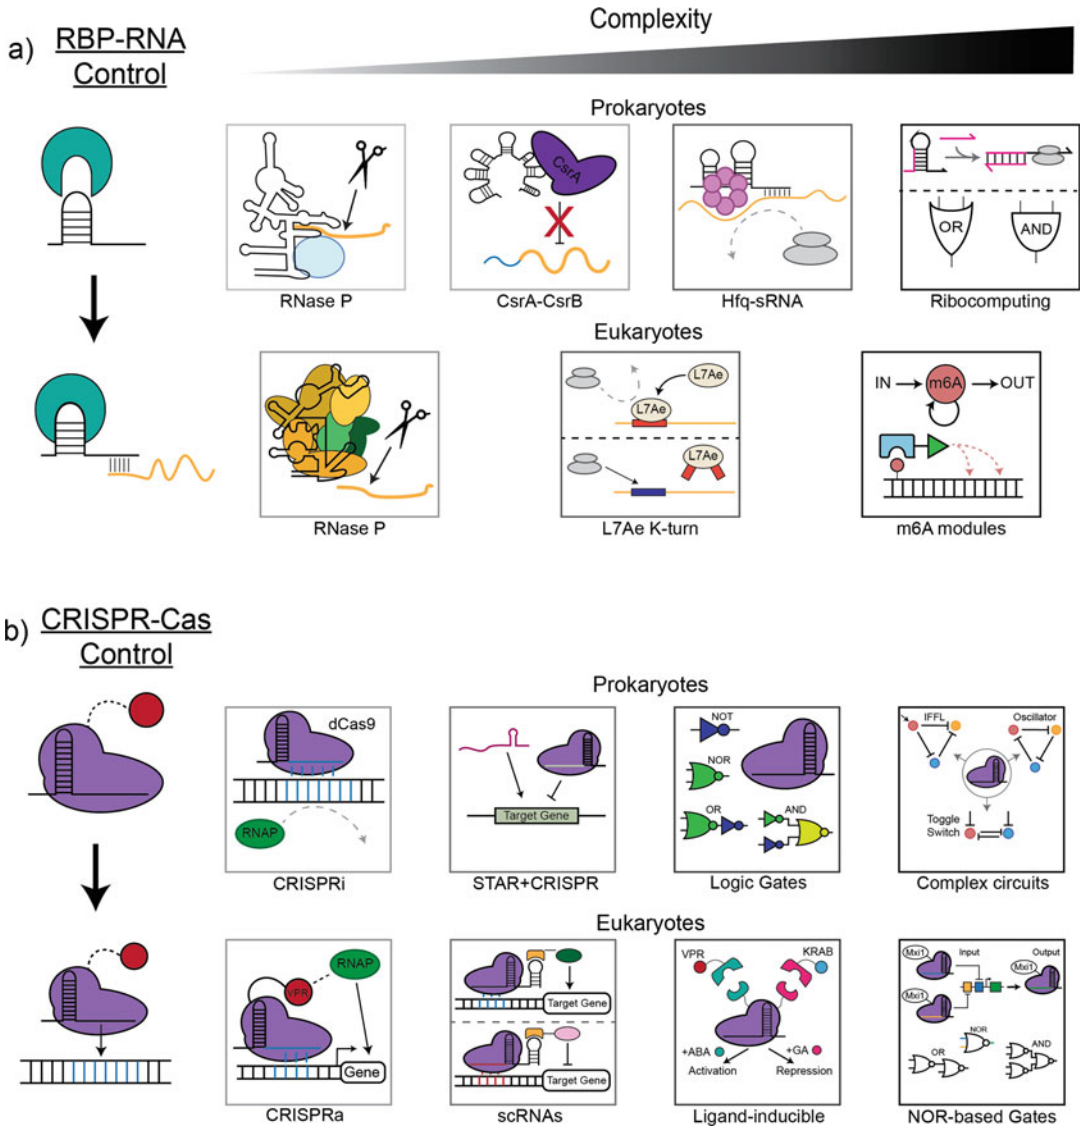 Complexity
a) RBP-RNA
Control
Prokaryotes
CsrA
OR
AND
RNase P
CsrA-CsrB
Hfq-sRNA
Ribocomputing
Eukaryotes
L7Ae
L7Ae
L7Ae
IN
m6A
OUT
RNase P
L7Ae K-turn
m6A modules
b) CRISPR-Cas
Control
Prokaryotes
dCas9
RNAP
Target Gene
NOT
NOR
OR
AND
IFFL
Oscillator
Toggle
Switch
CRISPRi
STAR+CRISPR
Logic Gates
Complex circuits
Eukaryotes
VPR
RNAP
Gene
Target Gene
Target Gene
VPR
KRAB
+ABA
+GA
Activation
Repression
Mxi1
Input
Output
Mxi1
Mxi1
NOR
OR
AND
CRISPRa
scRNAs
Ligand-inducible
NOR-based Gates